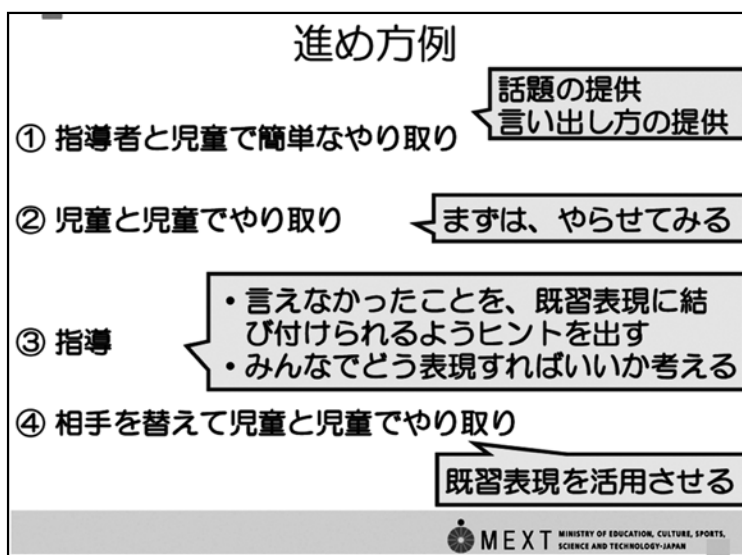 進め方例
話題の提供
言い出し方の提供
① 指導者と児童で簡単なやり取り
② 児童と児童でやり取り
まずは、やらせてみる
・言えなかったことを、既習表現に結
び付けられるようヒントを出す
③ 指導
・みんなでどう表現すればいいか考える
④ 相手を替えて児童と児童でやり取り
既習表現を活用させる
MEXT MINISTRY OF EDUCATION, CULTURE, SPORTS,
SCIENCE AND TECHNOLOGY-JAPAN